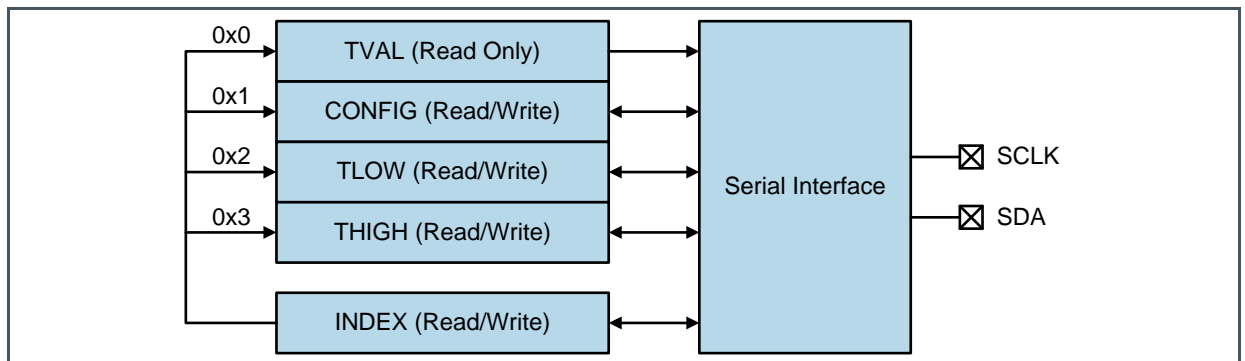 0x0
TVAL (Read Only)
0x1
CONFIG (Read/Write)
0x2
TLOW (Read/Write)
0x3
THIGH (Read/Write)
INDEX (Read/Write)
Serial Interface
SCLK
SDA